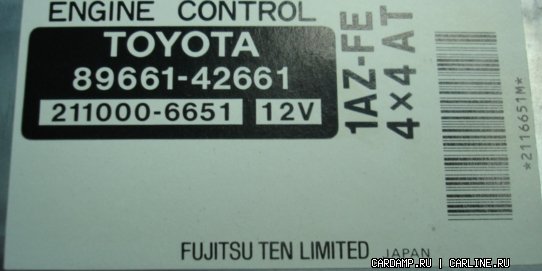 ENGINE CONTROL
TOYOTA
89661-42661
211000-6651 12V
1AZ-FE
4×4 AT
*2116651M*
FUJITSU TEN LIMITED JAPAN
CARDAMP.RU || CARLINE.RU